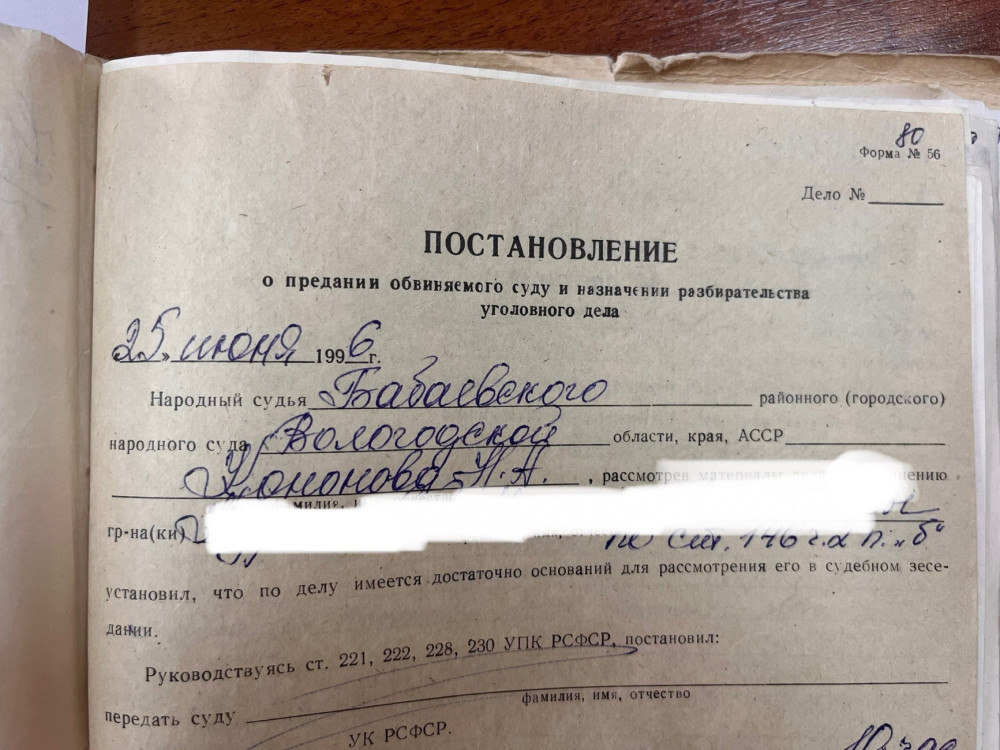 80
Форма № 56
Дело №
ПОСТАНОВЛЕНИЕ
о предании обвиняемого суду и назначении разбирательства
уголовного дела
25 » июня 1996 г.
Народный судья Бабаевского районного (городского)
народного суда Вологодской области, края, АССР
Кононова Н.А. , рассмотрев материалы
гр-на(ки)
по ст. 146 ч.2 п. „б“
установил, что по делу имеется достаточно оснований для рассмотрения его в судебном засе-
дании.
Руководствуясь ст. 221, 222, 228, 230 УПК РСФСР, постановил:
фамилия, имя, отчество
передать суду
УК РСФСР.